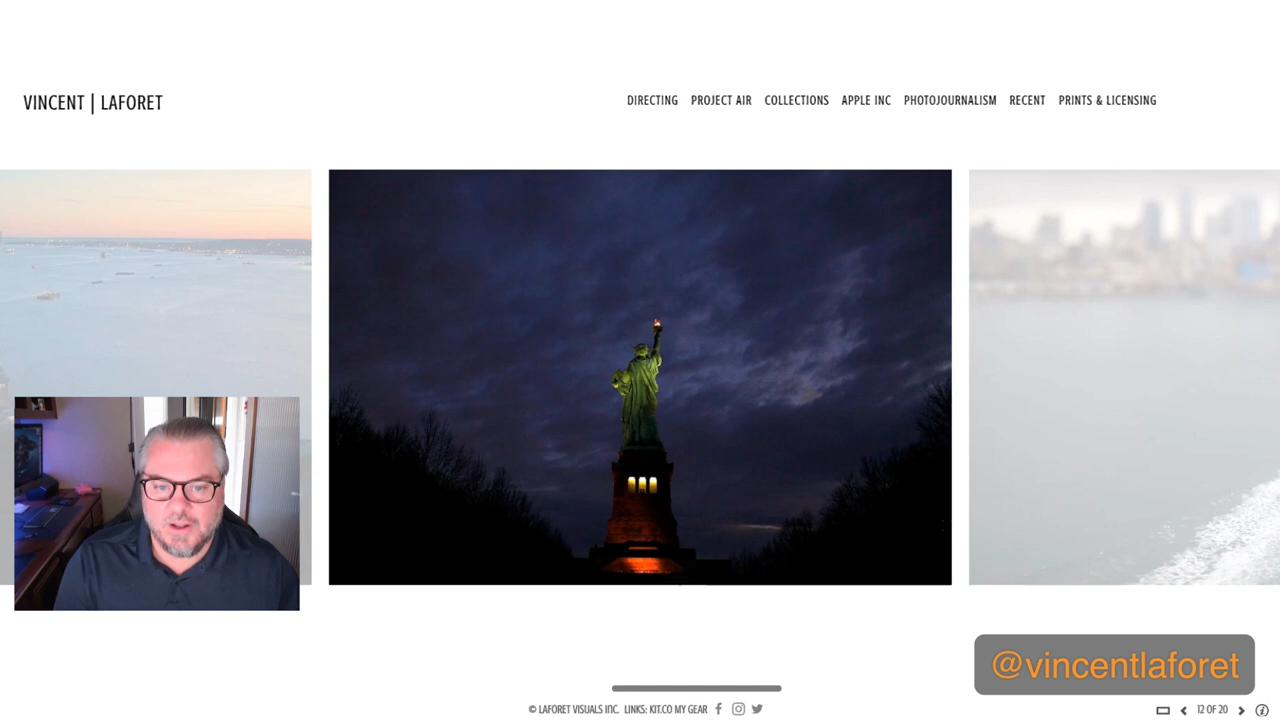 VINCENT | LAFORET
DIRECTING PROJECT AIR COLLECTIONS APPLE INC PHOTOJOURNALISM RECENT PRINTS & LICENSING
@vincentlaforet
© LAFORET VISUALS INC. LINKS: KIT.CO MY GEAR
12 OF 20